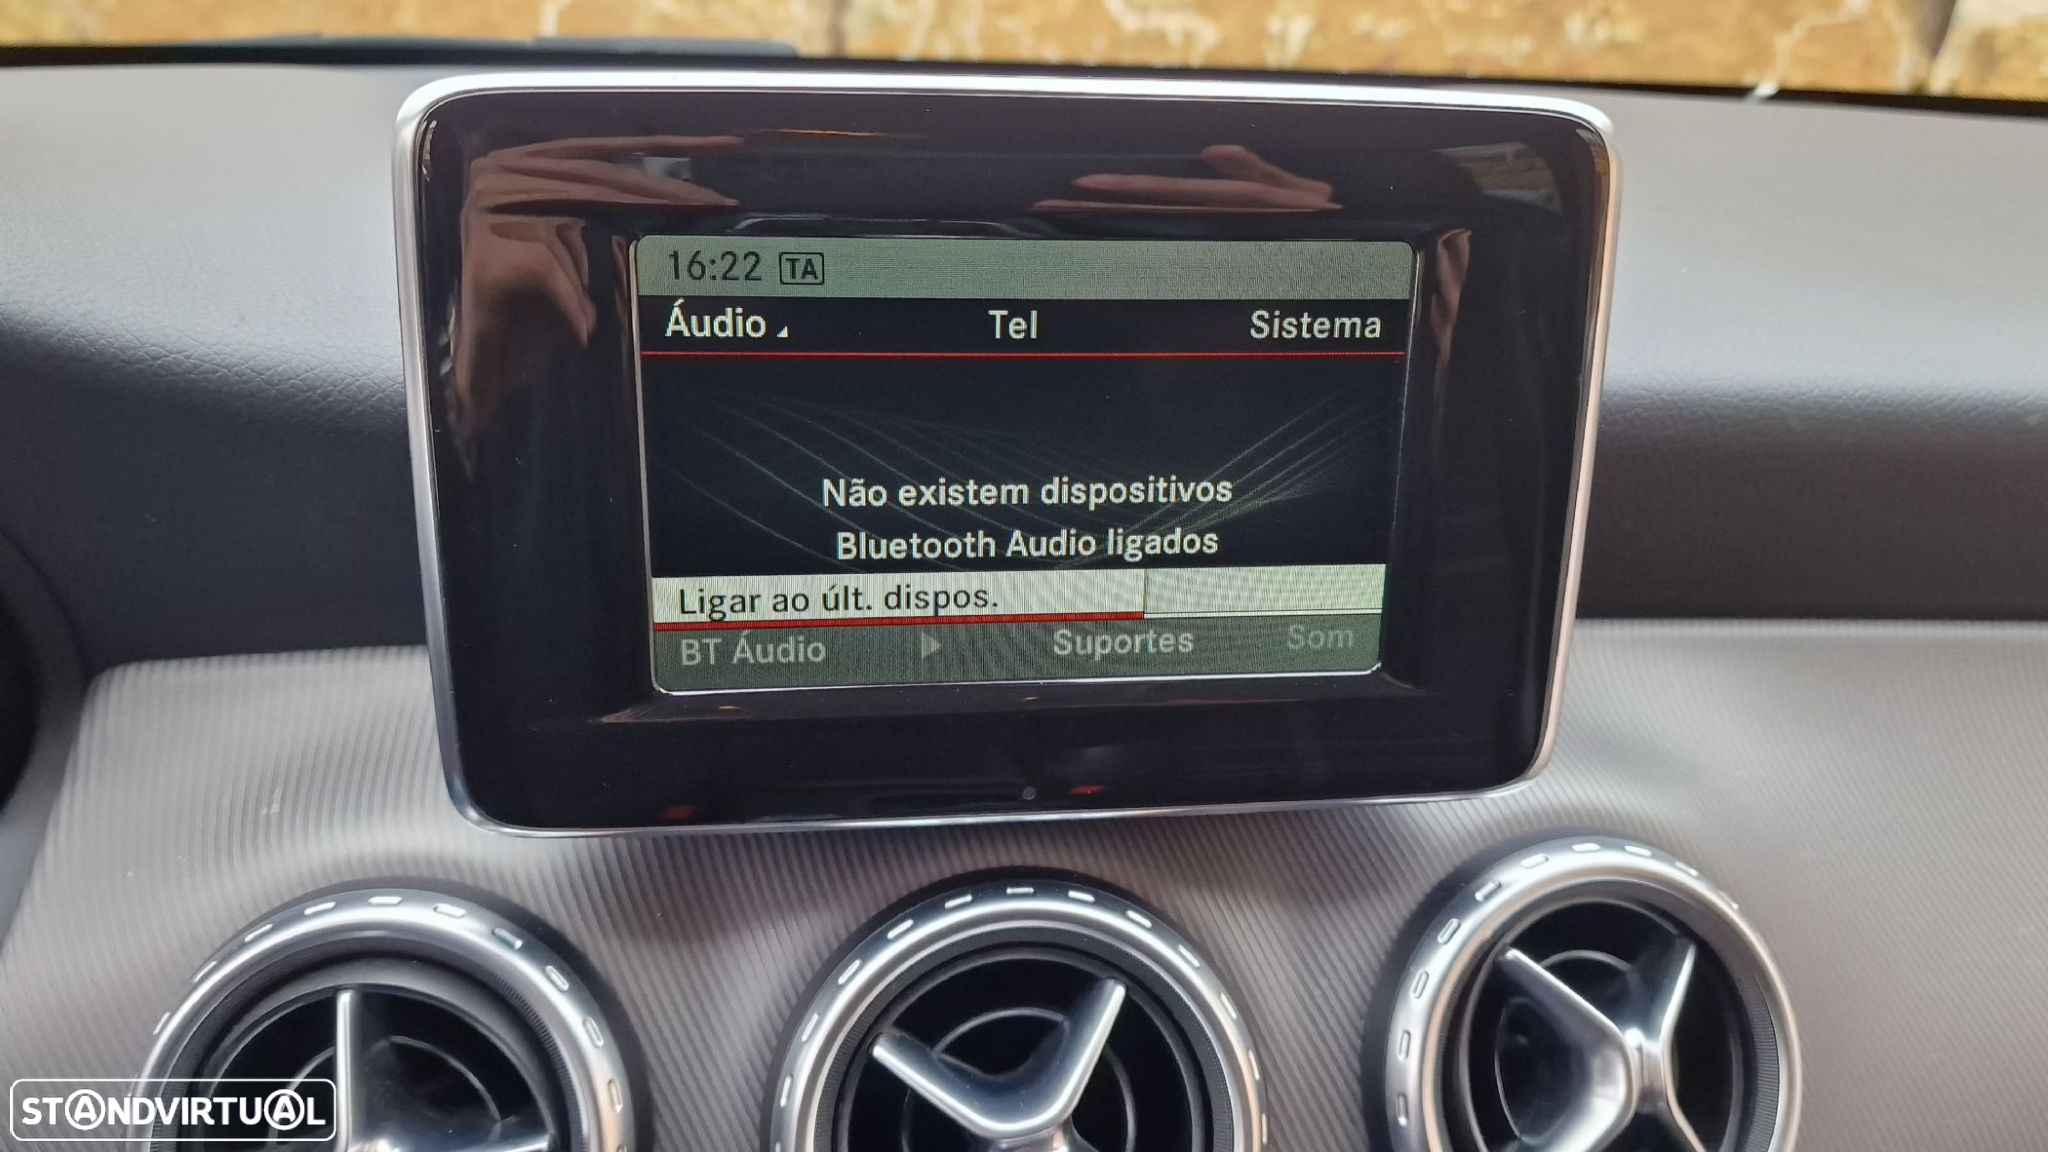 16:22 TA
Áudio Tel Sistema
Não existem dispositivos
Bluetooth Audio ligados
Ligar ao últ. dispos.
BT Áudio Suportes Som
STANDVIRTUAL